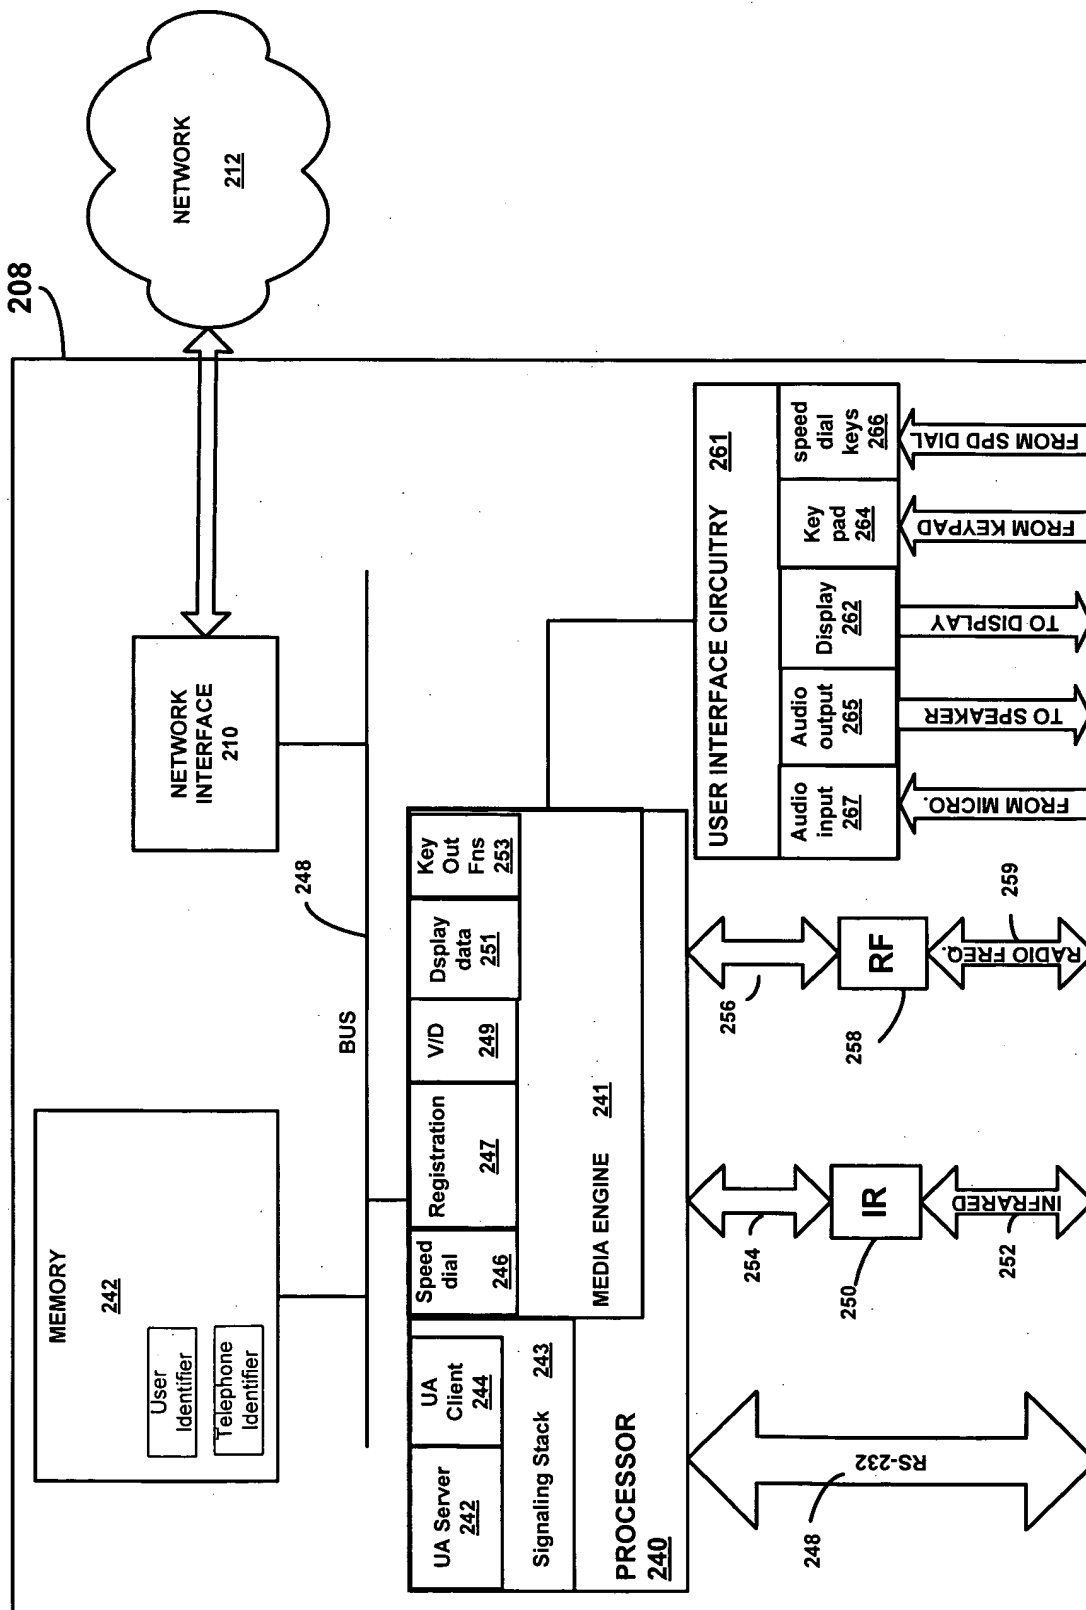 208
NETWORK
212
NETWORK
INTERFACE
210
MEMORY
242
User
Identifier
Telephone
Identifier
BUS
248
UA Server
242
UA Client
244
Signaling Stack
243
PROCESSOR
240
Speed
dial
246
Registration
247
V/D
249
Dsplay
data
251
Key
Out
Fns
253
MEDIA ENGINE
241
USER INTERFACE CIRCUITRY
261
Audio
input
267
Audio
output
265
Display
262
Key
pad
264
speed
dial
keys
266
RS-232
248
254
IR
250
INFRARED
252
256
RF
258
RADIO FREQ.
259
FROM MICRO.
TO SPEAKER
TO DISPLAY
FROM KEYPAD
FROM SPD DIAL